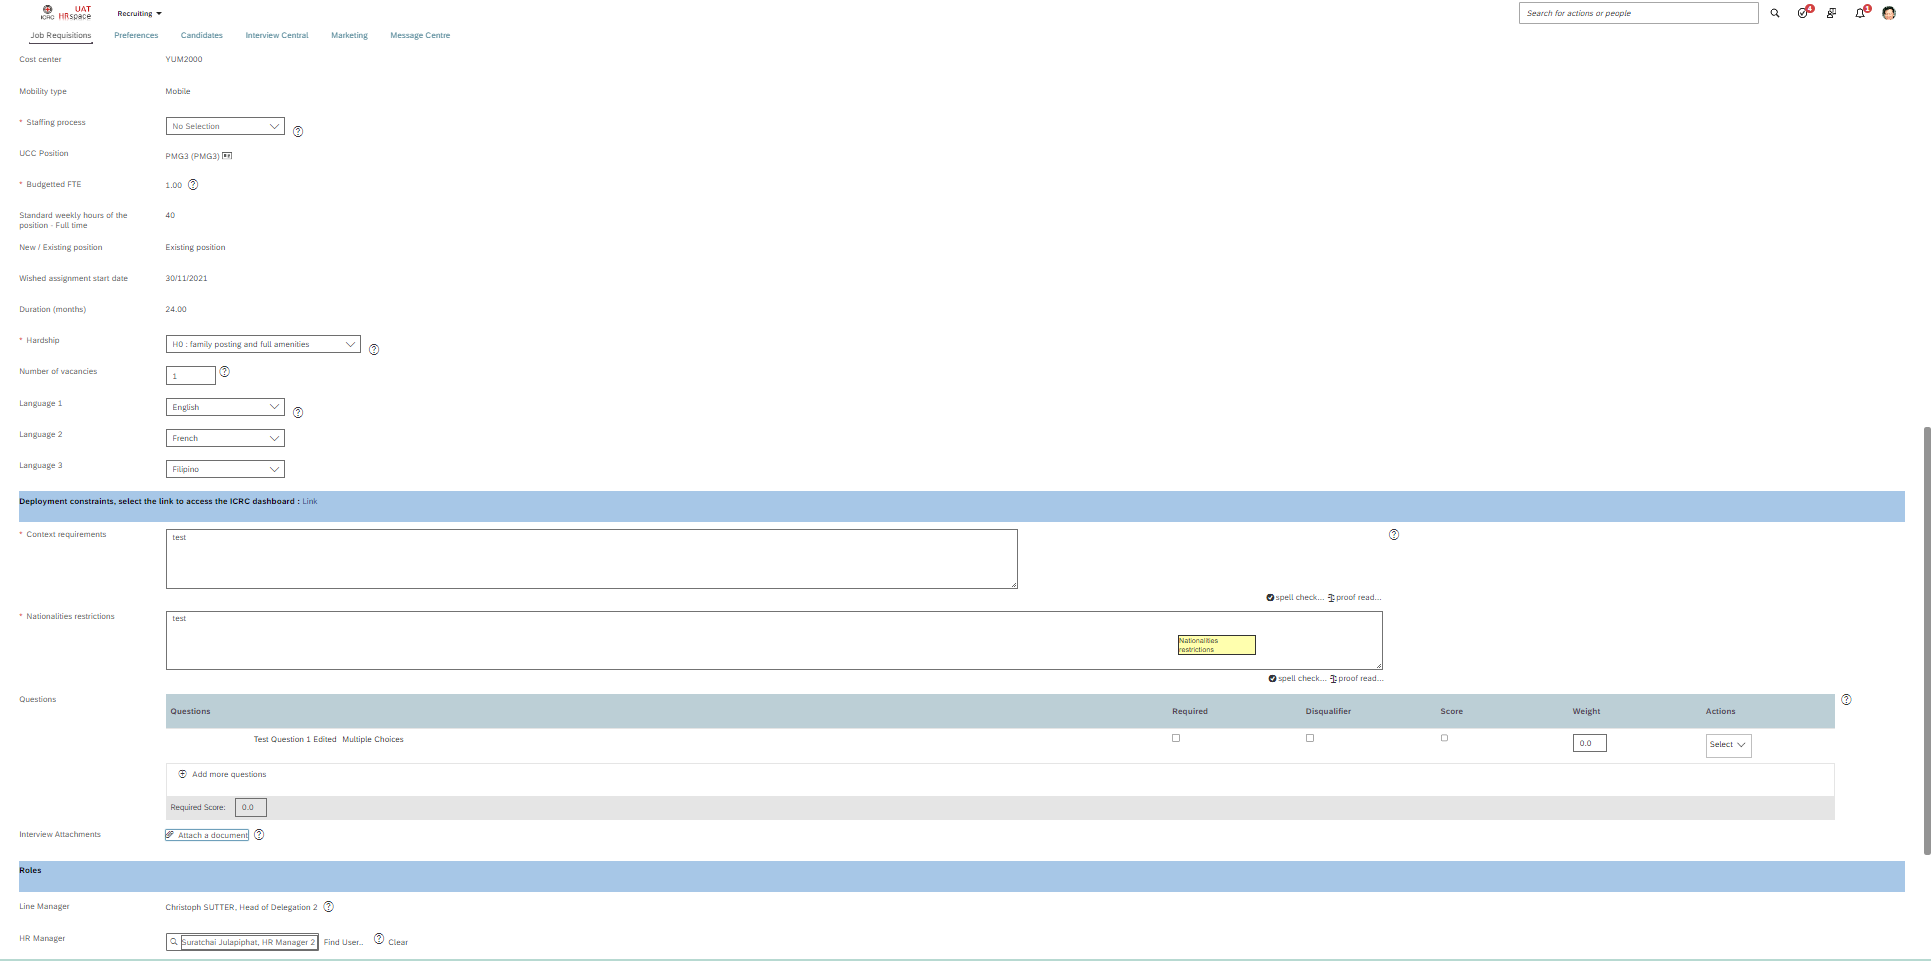 UAT
ICRC HRspace
Recruiting
Search for actions or people
4
1
Job Requisitions Preferences Candidates Interview Central Marketing Message Centre
Cost center YUM2000
Mobility type Mobile
* Staffing process No Selection
UCC Position PMG3 (PMG3)
* Budgetted FTE 1.00
Standard weekly hours of the
position - Full time 40
New / Existing position Existing position
Wished assignment start date 30/11/2021
Duration (months) 24.00
* Hardship H0 : family posting and full amenities
Number of vacancies 1
Language 1 English
Language 2 French
Language 3 Filipino
Deployment constraints, select the link to access the ICRC dashboard : Link
* Context requirements test
spell check... proof read...
* Nationalities restrictions test
Nationalities
restrictions
spell check... proof read...
Questions
Questions Required Disqualifier Score Weight Actions
Test Question 1 Edited Multiple Choices 0.0 Select
Add more questions
Required Score: 0.0
Interview Attachments Attach a document
Roles
Line Manager Christoph SUTTER, Head of Delegation 2
HR Manager Suratchai Julapiphat, HR Manager 2 Find User... Clear